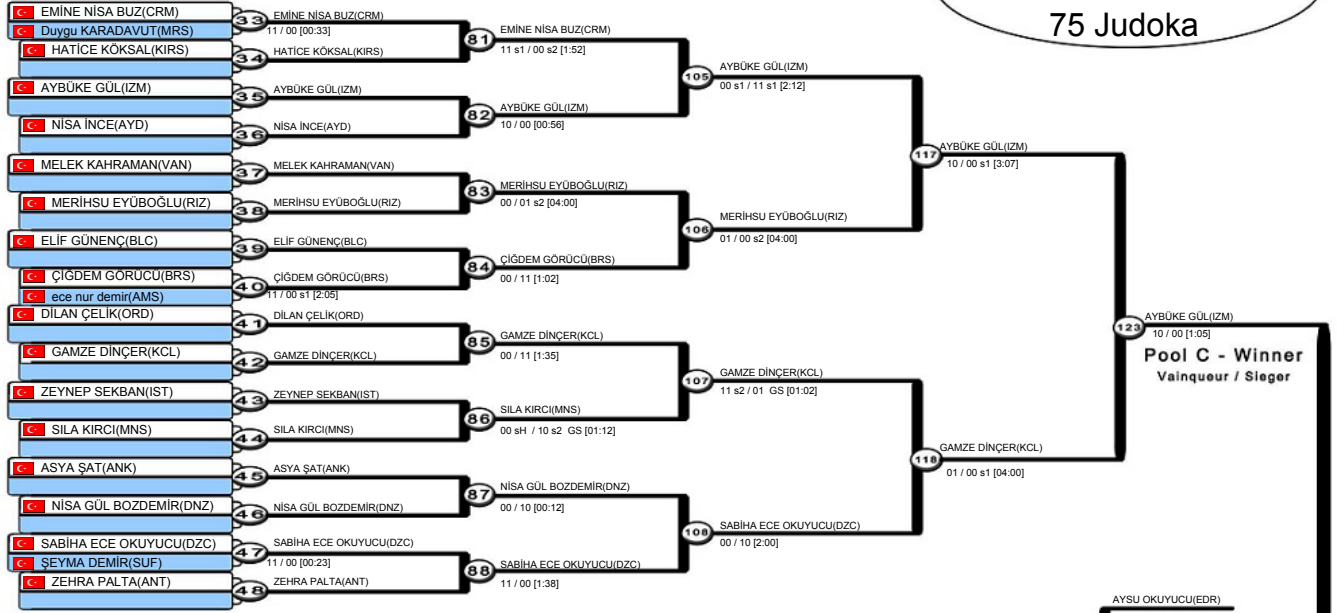 75 Judoka
EMİNE NİSA BUZ(CRM)
Duygu KARADAVUT(MRS)
HATİCE KÖKSAL(KIRS)
AYBÜKE GÜL(IZM)
NİSA İNCE(AYD)
MELEK KAHRAMAN(VAN)
MERİHSU EYÜBOĞLU(RIZ)
ELİF GÜNENÇ(BLC)
ÇİĞDEM GÖRÜCÜ(BRS)
ece nur demir(AMS)
DİLAN ÇELİK(ORD)
GAMZE DİNÇER(KCL)
ZEYNEP SEKBAN(IST)
SILA KIRCI(MNS)
ASYA ŞAT(ANK)
NİSA GÜL BOZDEMİR(DNZ)
SABİHA ECE OKUYUCU(DZC)
ŞEYMA DEMİR(SUF)
ZEHRA PALTA(ANT)
33 EMİNE NİSA BUZ(CRM)
11 / 00 [00:33]
34 HATİCE KÖKSAL(KIRS)
35 AYBÜKE GÜL(IZM)
36 NİSA İNCE(AYD)
37 MELEK KAHRAMAN(VAN)
38 MERİHSU EYÜBOĞLU(RIZ)
39 ELİF GÜNENÇ(BLC)
40 ÇİĞDEM GÖRÜCÜ(BRS)
11 / 00 s1 [2:05]
41 DİLAN ÇELİK(ORD)
42 GAMZE DİNÇER(KCL)
43 ZEYNEP SEKBAN(IST)
44 SILA KIRCI(MNS)
45 ASYA ŞAT(ANK)
46 NİSA GÜL BOZDEMİR(DNZ)
47 SABİHA ECE OKUYUCU(DZC)
11 / 00 [00:23]
48 ZEHRA PALTA(ANT)
81 EMİNE NİSA BUZ(CRM)
11 s1 / 00 s2 [1:52]
82 AYBÜKE GÜL(IZM)
10 / 00 [00:56]
83 MERİHSU EYÜBOĞLU(RIZ)
00 / 01 s2 [04:00]
84 ÇİĞDEM GÖRÜCÜ(BRS)
00 / 11 [1:02]
85 GAMZE DİNÇER(KCL)
00 / 11 [1:35]
86 SILA KIRCI(MNS)
00 sH / 10 s2 GS [01:12]
87 NİSA GÜL BOZDEMİR(DNZ)
00 / 10 [00:12]
88 SABİHA ECE OKUYUCU(DZC)
11 / 00 [1:38]
105 AYBÜKE GÜL(IZM)
00 s1 / 11 s1 [2:12]
106 MERİHSU EYÜBOĞLU(RIZ)
01 / 00 s2 [04:00]
107 GAMZE DİNÇER(KCL)
11 s2 / 01 GS [01:02]
108 SABİHA ECE OKUYUCU(DZC)
00 / 10 [2:00]
117 AYBÜKE GÜL(IZM)
10 / 00 s1 [3:07]
118 GAMZE DİNÇER(KCL)
01 / 00 s1 [04:00]
123 AYBÜKE GÜL(IZM)
10 / 00 [1:05]
Pool C - Winner
Vainqueur / Sieger
AYSU OKUYUCU(EDR)